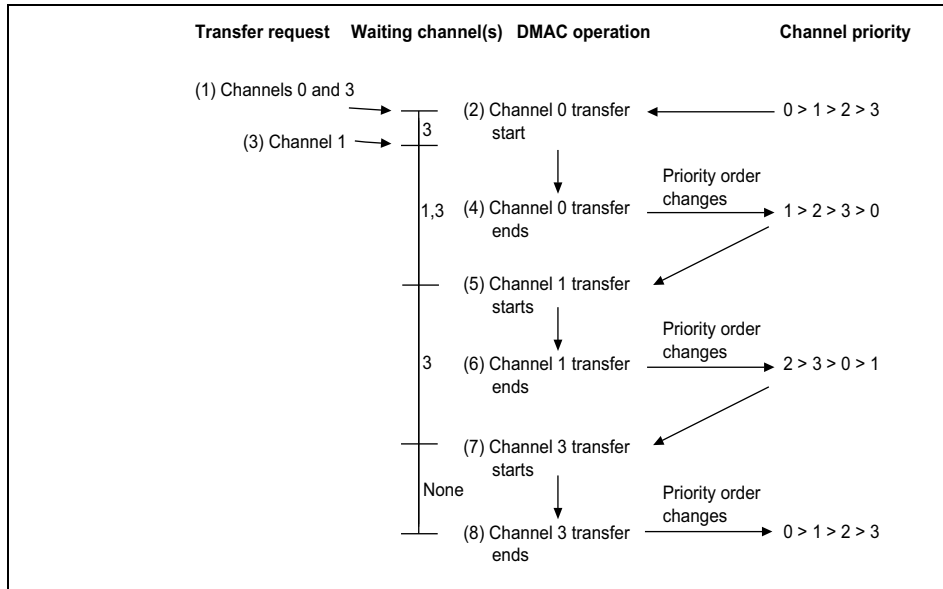 Transfer request Waiting channel(s) DMAC operation Channel priority
(1) Channels 0 and 3
(2) Channel 0 transfer
start
0 > 1 > 2 > 3
3
(3) Channel 1
Priority order
changes
1,3
(4) Channel 0 transfer
ends
1 > 2 > 3 > 0
(5) Channel 1 transfer
starts
Priority order
changes
3
(6) Channel 1 transfer
ends
2 > 3 > 0 > 1
(7) Channel 3 transfer
starts
None
Priority order
changes
(8) Channel 3 transfer
ends
0 > 1 > 2 > 3